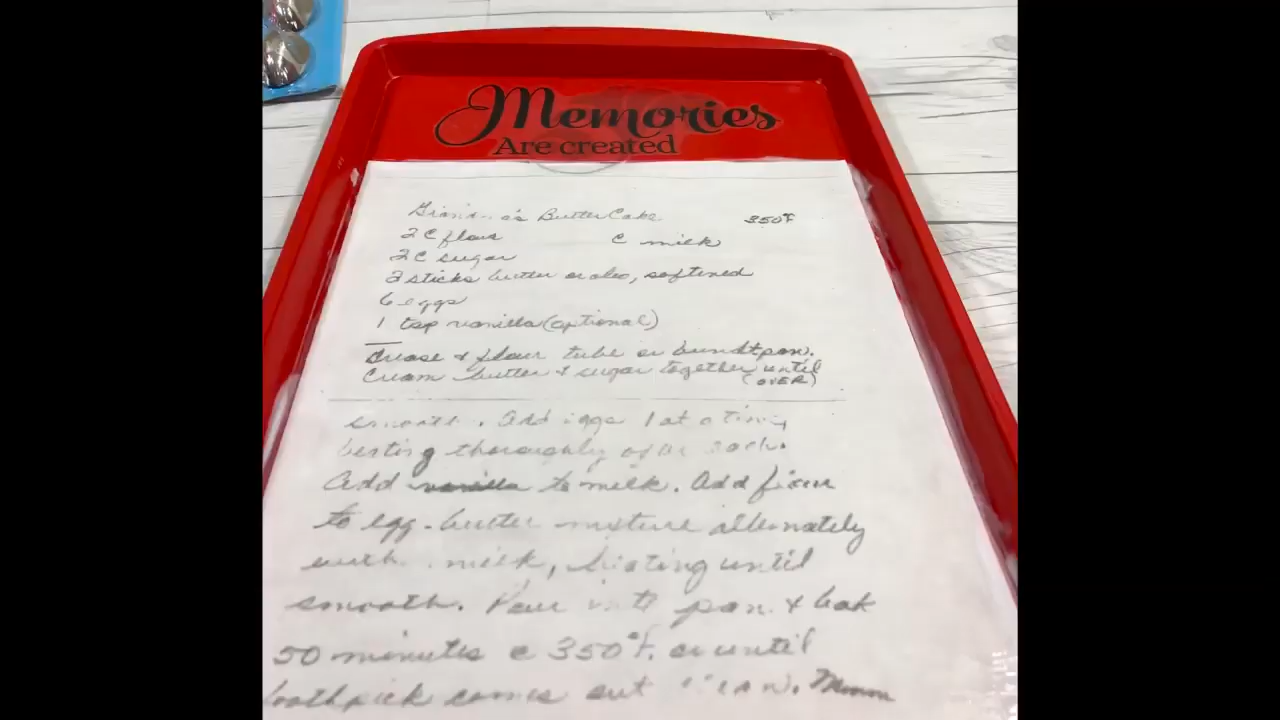 Memories
Are created
Butter Cake 350°F
2 C flour C milk
2 C sugar
2 sticks butter or oleo, softened
6 eggs
1 tsp vanilla (optional)
Grease & flour tube or bundt pan.
Cream butter & sugar together until
(OVER)
smooth. Add eggs 1 at a time,
beating thoroughly after each.
Add vanilla to milk. Add flour
to egg-butter mixture alternately
with milk, beating until
smooth. Pour into pan & bak
50 minutes @ 350°F. or until
toothpick comes out clean.